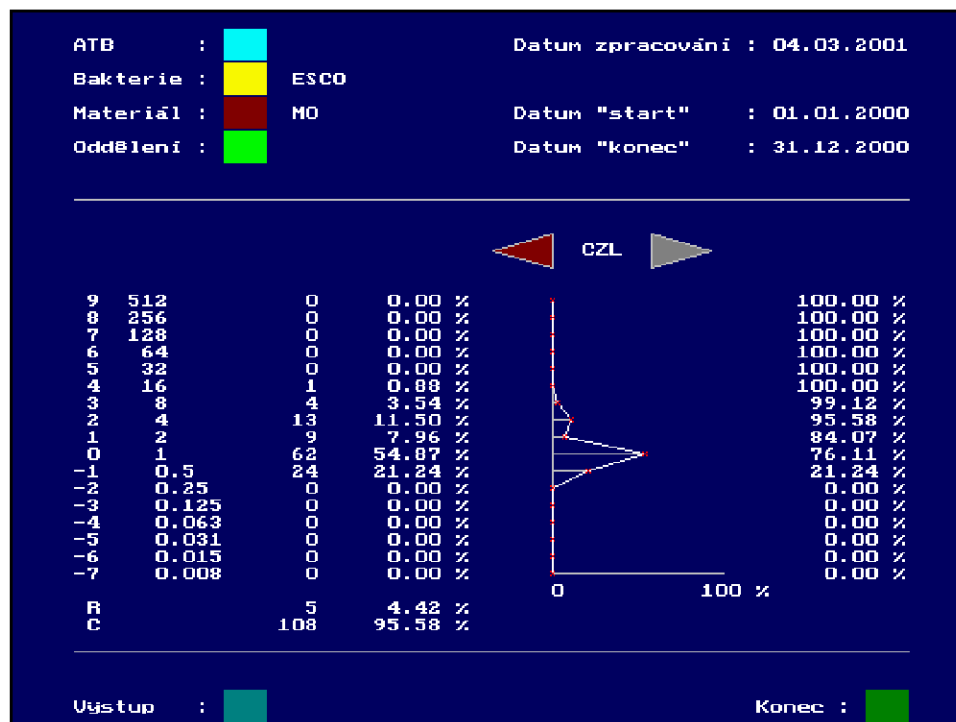 ATB : Datum zpracování : 04.03.2001
Bakterie : ESCO
Materiál : MO Datum "start" : 01.01.2000
Oddělení : Datum "konec" : 31.12.2000
CZL
9 512 0 0.00 % 100.00 %
8 256 0 0.00 % 100.00 %
7 128 0 0.00 % 100.00 %
6 64 0 0.00 % 100.00 %
5 32 0 0.00 % 100.00 %
4 16 1 0.88 % 100.00 %
3 8 4 3.54 % 99.12 %
2 4 13 11.50 % 95.58 %
1 2 9 7.96 % 84.07 %
0 1 62 54.87 % 76.11 %
-1 0.5 24 21.24 % 21.24 %
-2 0.25 0 0.00 % 0.00 %
-3 0.125 0 0.00 % 0.00 %
-4 0.063 0 0.00 % 0.00 %
-5 0.031 0 0.00 % 0.00 %
-6 0.015 0 0.00 % 0.00 %
-7 0.008 0 0.00 % 0.00 %
0 100 %
R 5 4.42 %
C 108 95.58 %
Výstup : Konec :